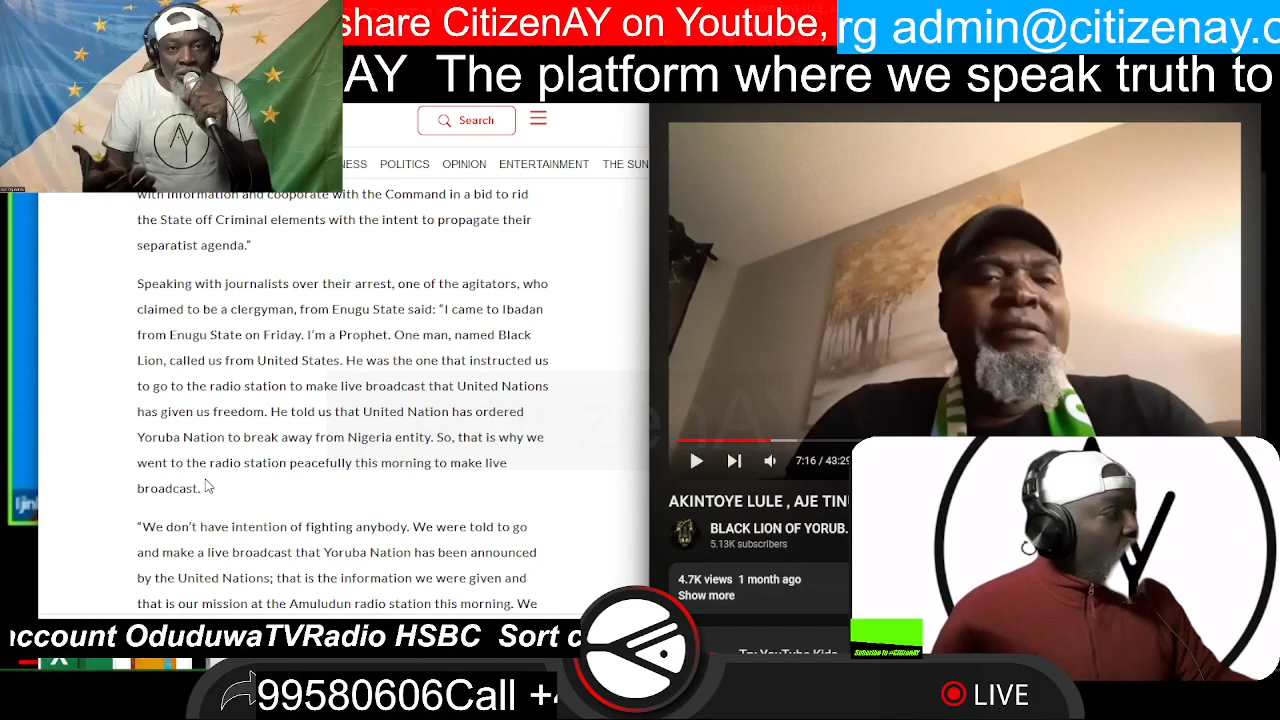 share CitizenAY on Youtube,
rg admin@citizenay.o
AY The platform where we speak truth to
Search
NESS POLITICS OPINION ENTERTAINMENT THE SUN
with information and cooperate with the Command in a bid to rid
the State off Criminal elements with the intent to propagate their
separatist agenda.”
Speaking with journalists over their arrest, one of the agitators, who
claimed to be a clergyman, from Enugu State said: “I came to Ibadan
from Enugu State on Friday. I’m a Prophet. One man, named Black
Lion, called us from United States. He was the one that instructed us
to go to the radio station to make live broadcast that United Nations
has given us freedom. He told us that United Nation has ordered
Yoruba Nation to break away from Nigeria entity. So, that is why we
went to the radio station peacefully this morning to make live
broadcast.
“We don’t have intention of fighting anybody. We were told to go
and make a live broadcast that Yoruba Nation has been announced
by the United Nations; that is the information we were given and
that is our mission at the Amuludun radio station this morning. We
7:16 / 43:29
AKINTOYE LULE , AJE TINU
BLACK LION OF YORUB.
5.13K subscribers
4.7K views 1 month ago
Show more
Try YouTube Kids
AY
Subcribe to #CitizenAY
account OduduwaTVRadio HSBC Sort c
99580606Call +4
LIVE